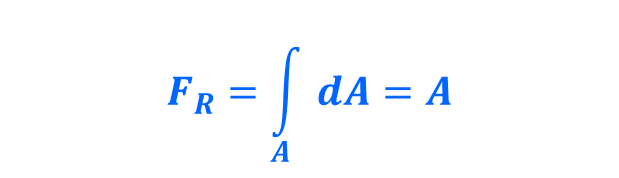 F_R = ∫_A dA = A